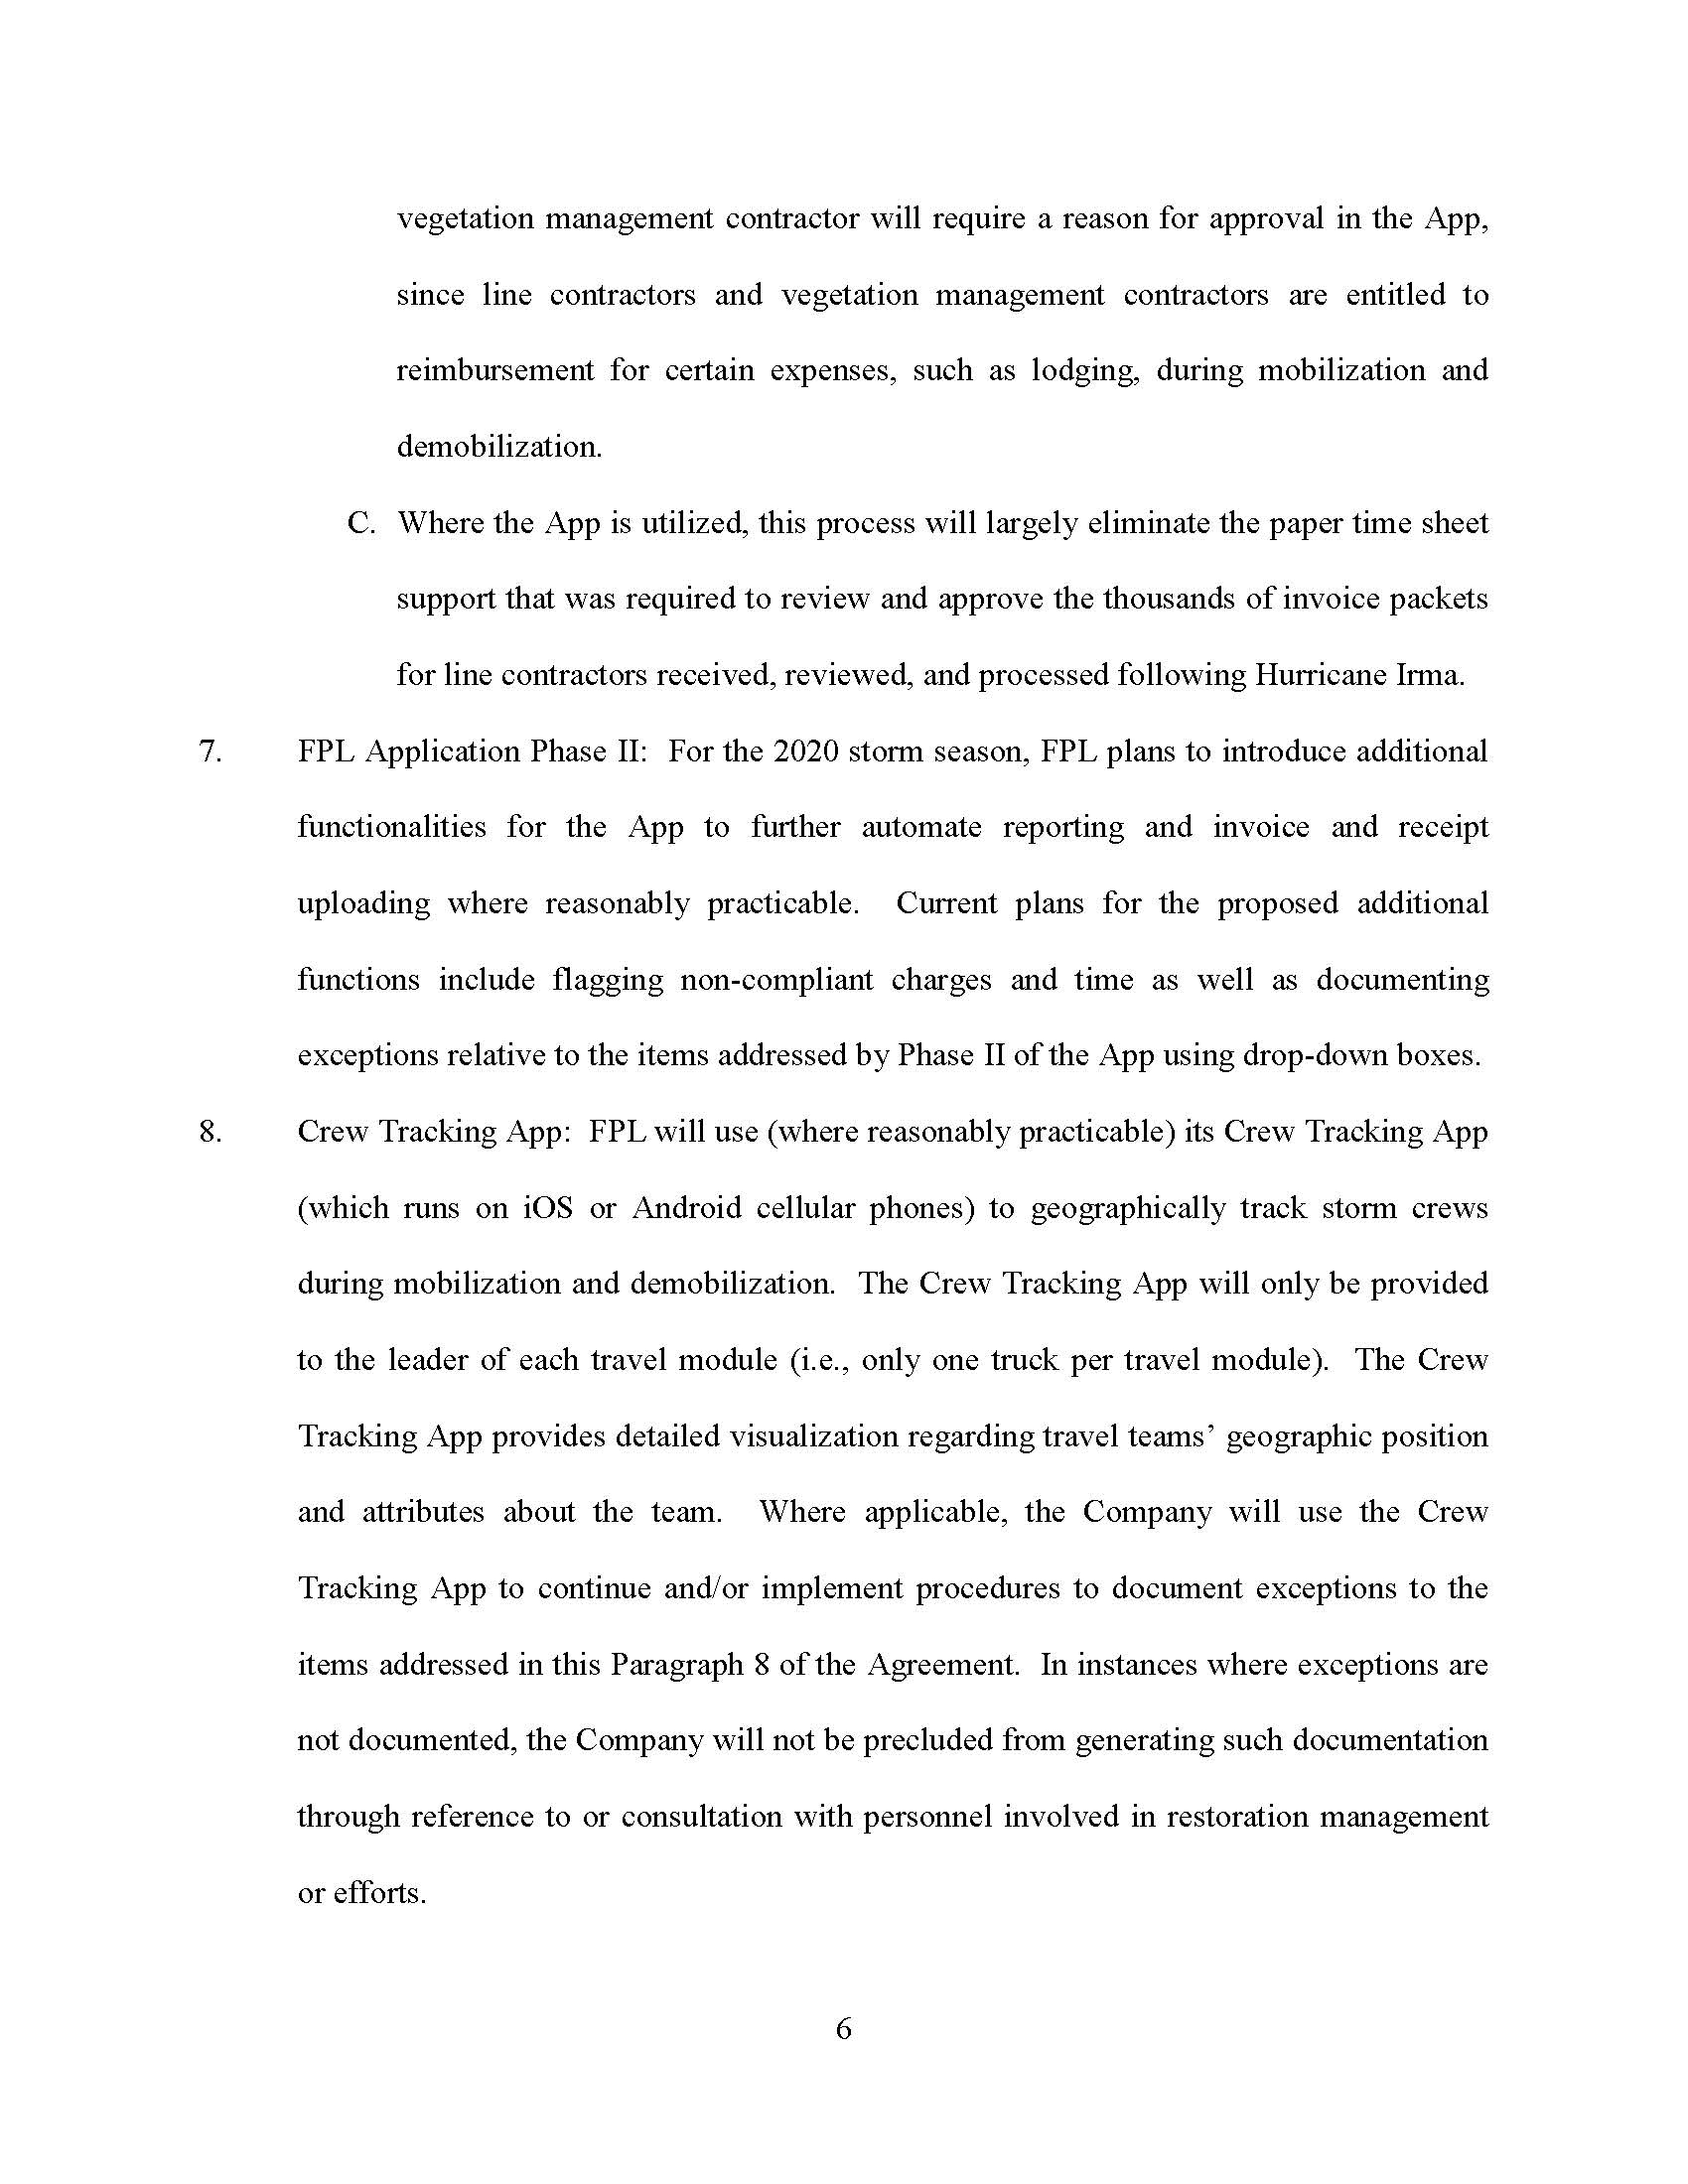 vegetation management contractor will require a reason for approval in the App,
since line contractors and vegetation management contractors are entitled to
reimbursement for certain expenses, such as lodging, during mobilization and
demobilization.
C. Where the App is utilized, this process will largely eliminate the paper time sheet
support that was required to review and approve the thousands of invoice packets
for line contractors received, reviewed, and processed following Hurricane Irma.
7. FPL Application Phase II: For the 2020 storm season, FPL plans to introduce additional
functionalities for the App to further automate reporting and invoice and receipt
uploading where reasonably practicable. Current plans for the proposed additional
functions include flagging non-compliant charges and time as well as documenting
exceptions relative to the items addressed by Phase II of the App using drop-down boxes.
8. Crew Tracking App: FPL will use (where reasonably practicable) its Crew Tracking App
(which runs on iOS or Android cellular phones) to geographically track storm crews
during mobilization and demobilization. The Crew Tracking App will only be provided
to the leader of each travel module (i.e., only one truck per travel module). The Crew
Tracking App provides detailed visualization regarding travel teams’ geographic position
and attributes about the team. Where applicable, the Company will use the Crew
Tracking App to continue and/or implement procedures to document exceptions to the
items addressed in this Paragraph 8 of the Agreement. In instances where exceptions are
not documented, the Company will not be precluded from generating such documentation
through reference to or consultation with personnel involved in restoration management
or efforts.
6